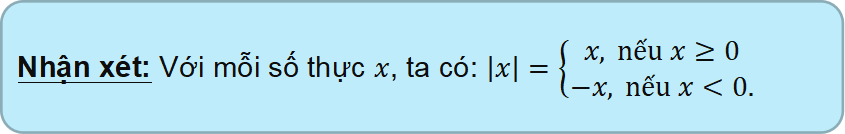 Nhận xét: Với mỗi số thực x, ta có: |x| = { x, nếu x ≥ 0
−x, nếu x < 0.